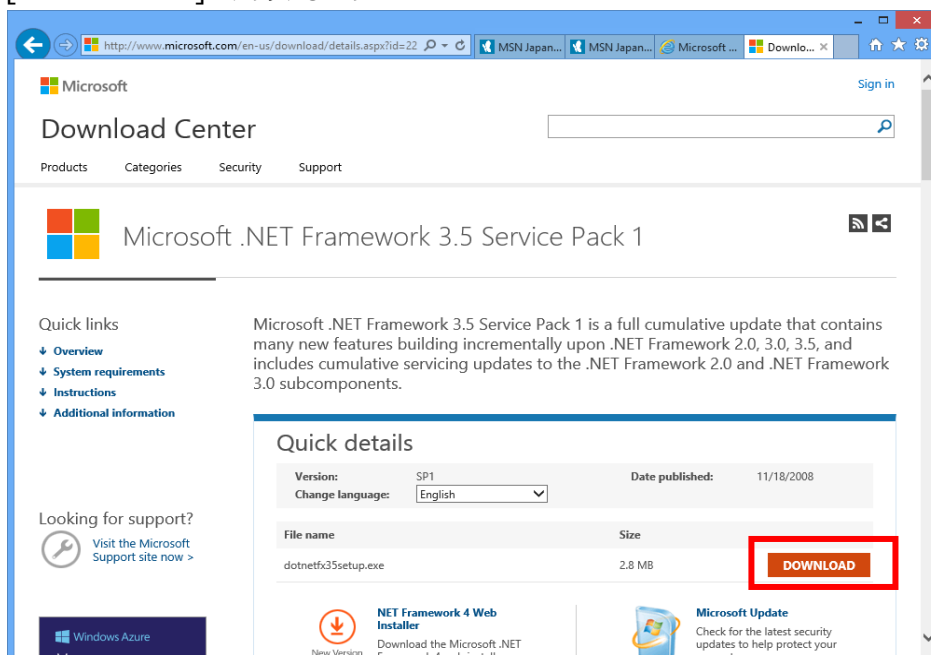 http://www.microsoft.com/en-us/download/details.aspx?id=22
MSN Japan...
MSN Japan...
Microsoft ...
Downlo...
Microsoft
Sign in
Download Center
Products Categories Security Support
Microsoft .NET Framework 3.5 Service Pack 1
Quick links
Overview
System requirements
Instructions
Additional information
Microsoft .NET Framework 3.5 Service Pack 1 is a full cumulative update that contains
many new features building incrementally upon .NET Framework 2.0, 3.0, 3.5, and
includes cumulative servicing updates to the .NET Framework 2.0 and .NET Framework
3.0 subcomponents.
Quick details
Version: SP1 Date published: 11/18/2008
Change language: English
File name Size
dotnetfx35setup.exe 2.8 MB DOWNLOAD
Looking for support?
Visit the Microsoft
Support site now >
Windows Azure
New Version
NET Framework 4 Web
Installer
Download the Microsoft .NET
Microsoft Update
Check for the latest security
updates to help protect your